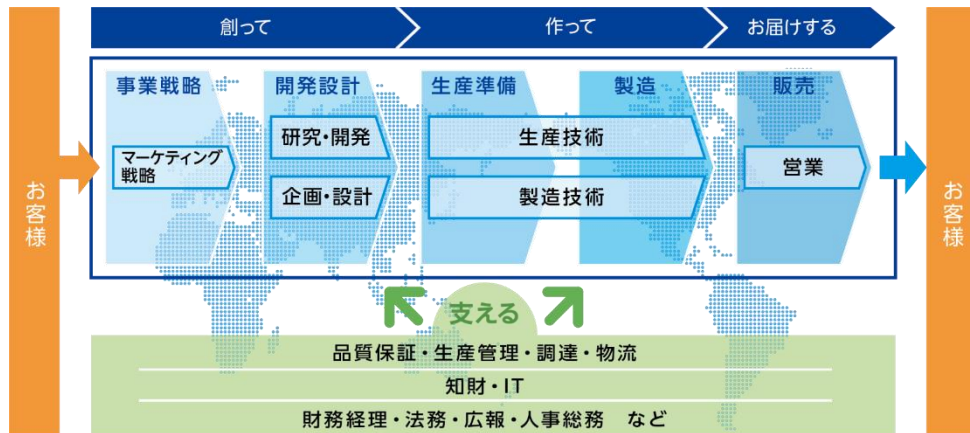 創って
作って
お届けする
お客様
事業戦略
開発設計
生産準備
製造
販売
マーケティング
戦略
研究・開発
企画・設計
生産技術
製造技術
営業
お客様
支える
品質保証・生産管理・調達・物流
知財・IT
財務経理・法務・広報・人事総務 など